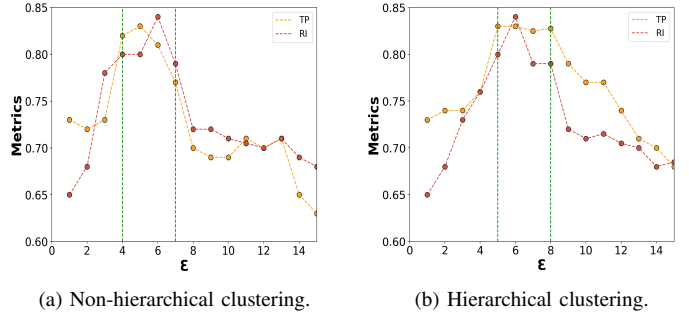 0.85
0.80
0.75
0.70
0.65
0.60
Metrics
0 2 4 6 8 10 12 14
ε
TP
RI
(a) Non-hierarchical clustering.
0.85
0.80
0.75
0.70
0.65
0.60
Metrics
0 2 4 6 8 10 12 14
ε
TP
RI
(b) Hierarchical clustering.